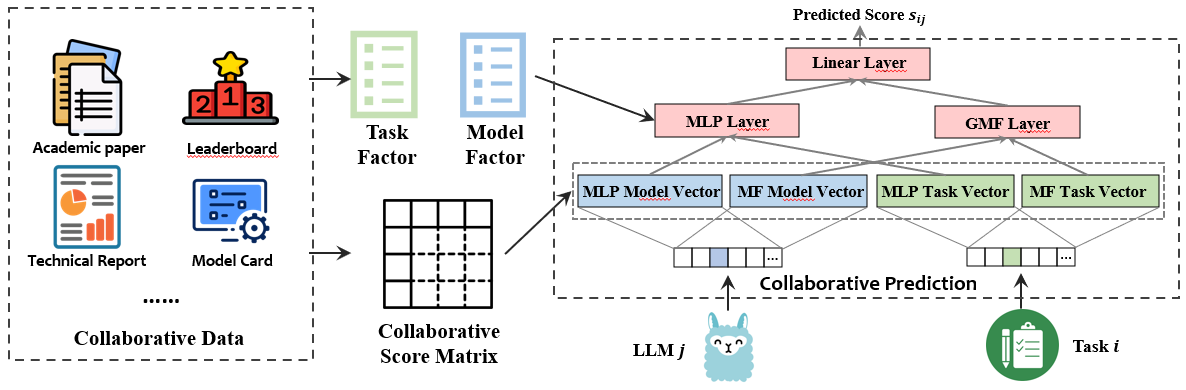 Academic paper
Leaderboard
2 1 3
Technical Report
Model Card
......
Collaborative Data
Task
Factor
Model
Factor
Collaborative
Score Matrix
Predicted Score s_{ij}
Linear Layer
MLP Layer
GMF Layer
MLP Model Vector
MF Model Vector
MLP Task Vector
MF Task Vector
...
...
Collaborative Prediction
LLM j
Task i